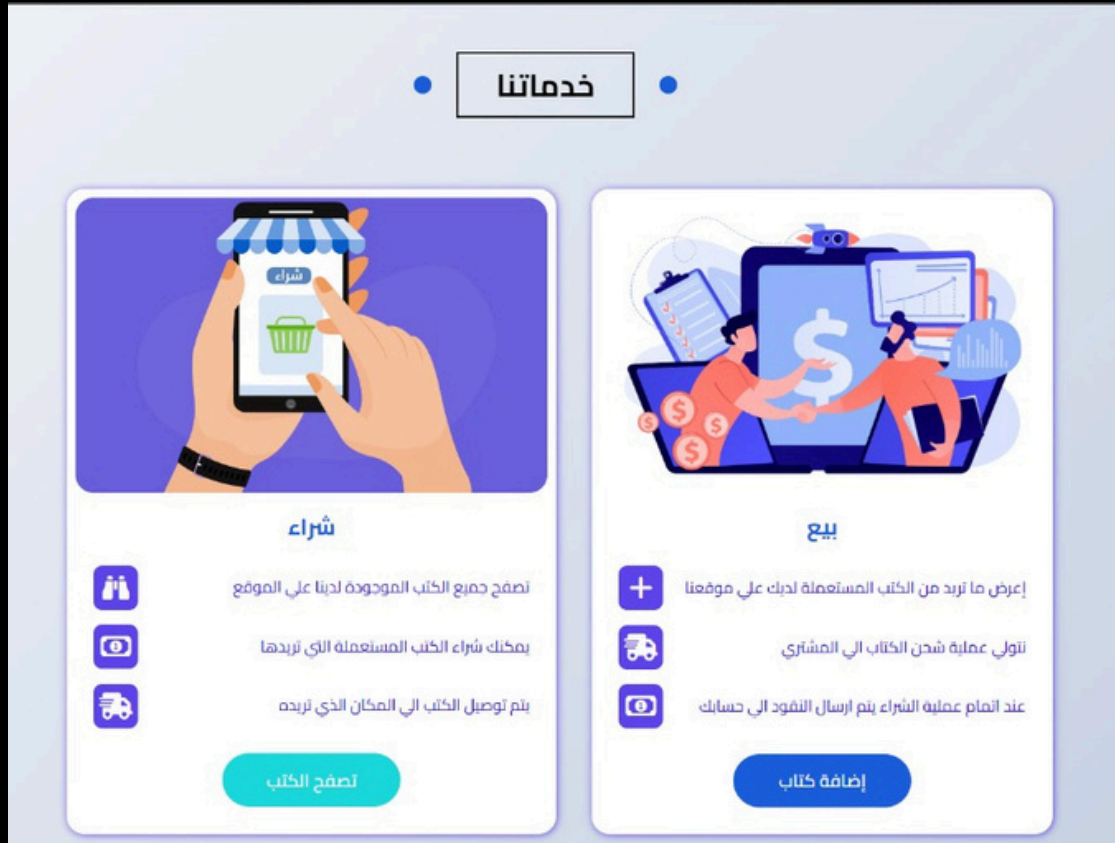 خدماتنا
بيع
إعرض ما تريد من الكتب المستعملة لديك علي موقعنا
نتولي عملية شحن الكتاب الي المشتري
عند اتمام عملية الشراء يتم ارسال النقود الي حسابك
إضافة كتاب
شراء
شراء
تصفح جميع الكتب الموجودة لدينا علي الموقع
يمكنك شراء الكتب المستعملة التي تريدها
يتم توصيل الكتب الي المكان الذي تريده
تصفح الكتب